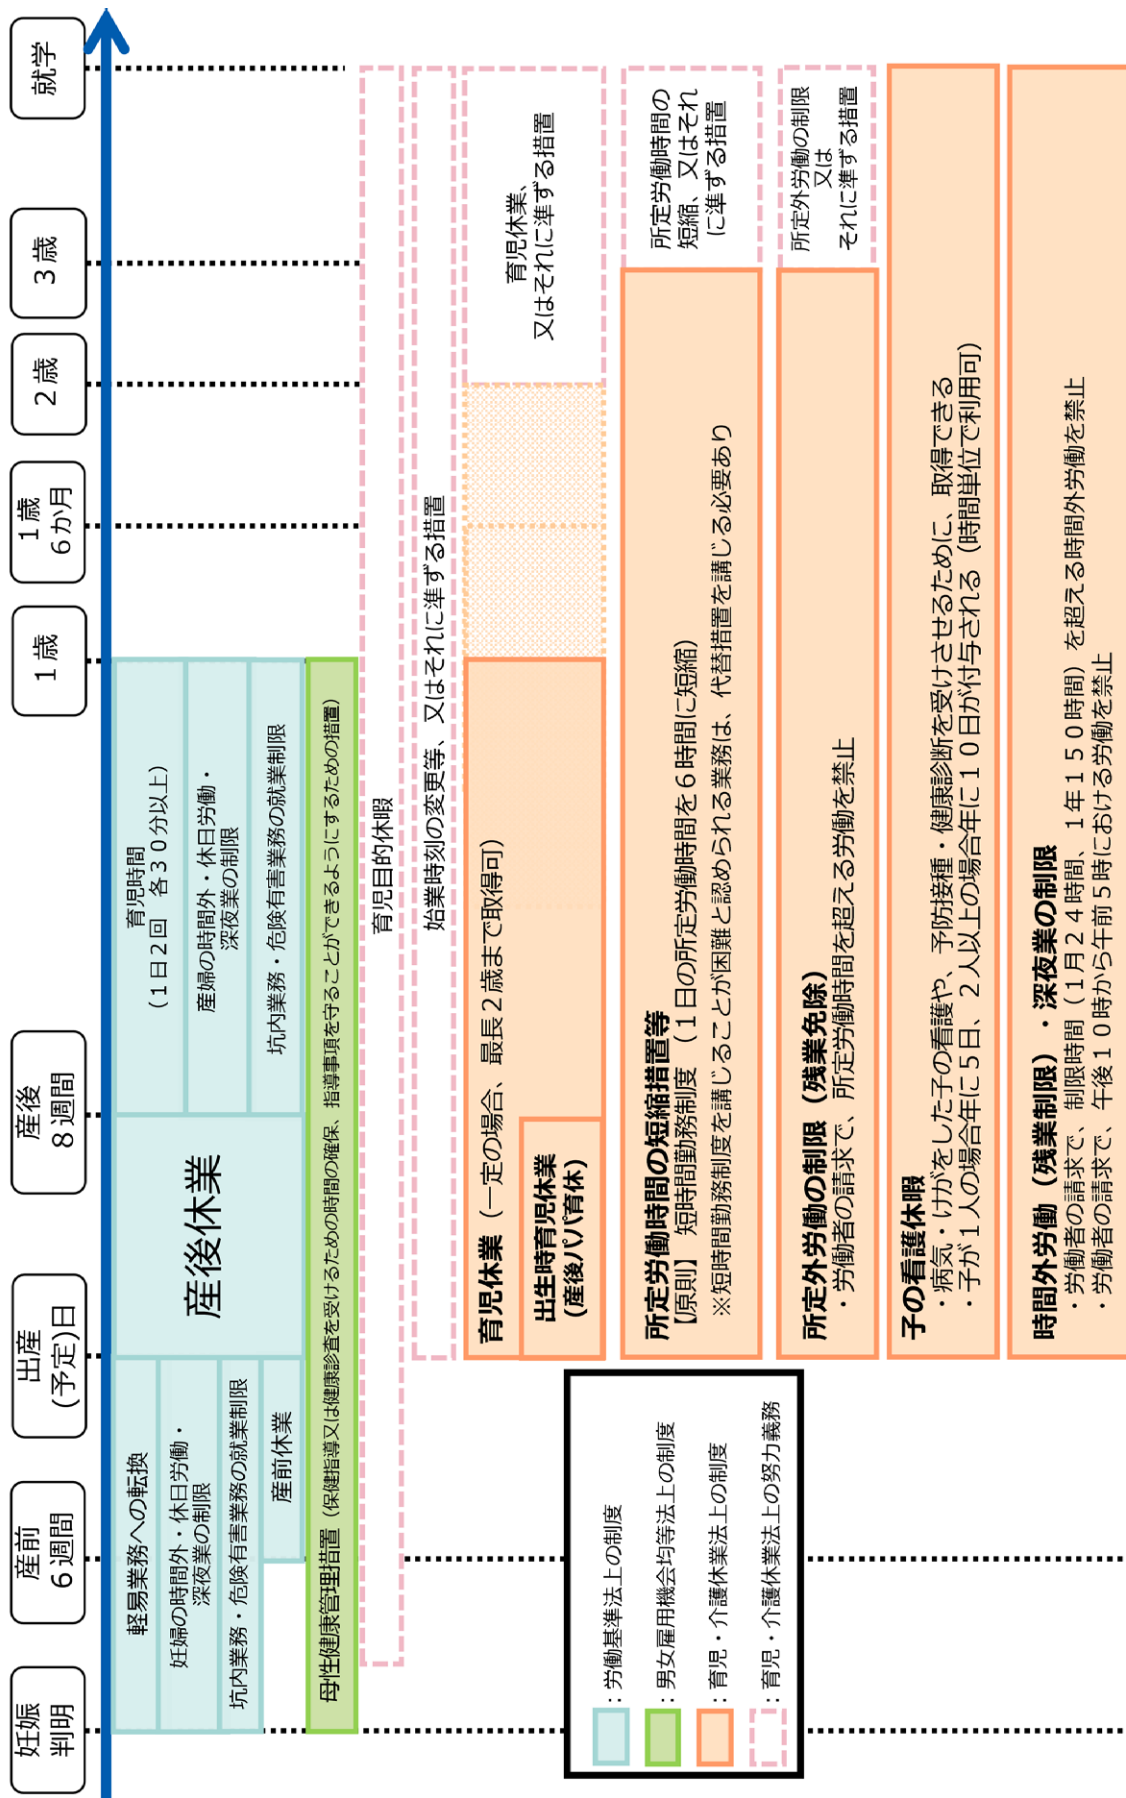 妊娠
判明
産前
６週間
出産
(予定)日
産後
８週間
１歳
１歳
６か月
２歳
３歳
就学
軽易業務への転換
妊婦の時間外・休日労働・
深夜業の制限
坑内業務・危険有害業務の就業制限
産前休業
産後休業
育児時間
（１日２回　各３０分以上）
産婦の時間外・休日労働・
深夜業の制限
坑内業務・危険有害業務の就業制限
母性健康管理措置（保健指導又は健康診査を受けるための時間の確保、指導事項を守ることができるようにするための措置）
育児目的休暇
始業時刻の変更等、又はそれに準ずる措置
育児休業（一定の場合、最長２歳まで取得可）
出生時育児休業
(産後パパ育休)
育児休業、
又はそれに準ずる措置
所定労働時間の短縮措置等
【原則】　短時間勤務制度　（１日の所定労働時間を６時間に短縮）
※短時間勤務制度を講じることが困難と認められる業務は、代替措置を講じる必要あり
所定労働時間の
短縮、又はそれ
に準ずる措置
所定外労働の制限（残業免除）
・労働者の請求で、所定労働時間を超える労働を禁止
所定外労働の制限
又は
それに準ずる措置
子の看護休暇
・病気・けがをした子の看護や、予防接種・健康診断を受けさせるために、取得できる
・子が１人の場合年に５日、２人以上の場合年に１０日が付与される（時間単位で利用可）
時間外労働（残業制限）・深夜業の制限
・労働者の請求で、制限時間（１月２４時間、１年１５０時間）を超える時間外労働を禁止
・労働者の請求で、午後１０時から午前５時における労働を禁止
：労働基準法上の制度
：男女雇用機会均等法上の制度
：育児・介護休業法上の制度
：育児・介護休業法上の努力義務